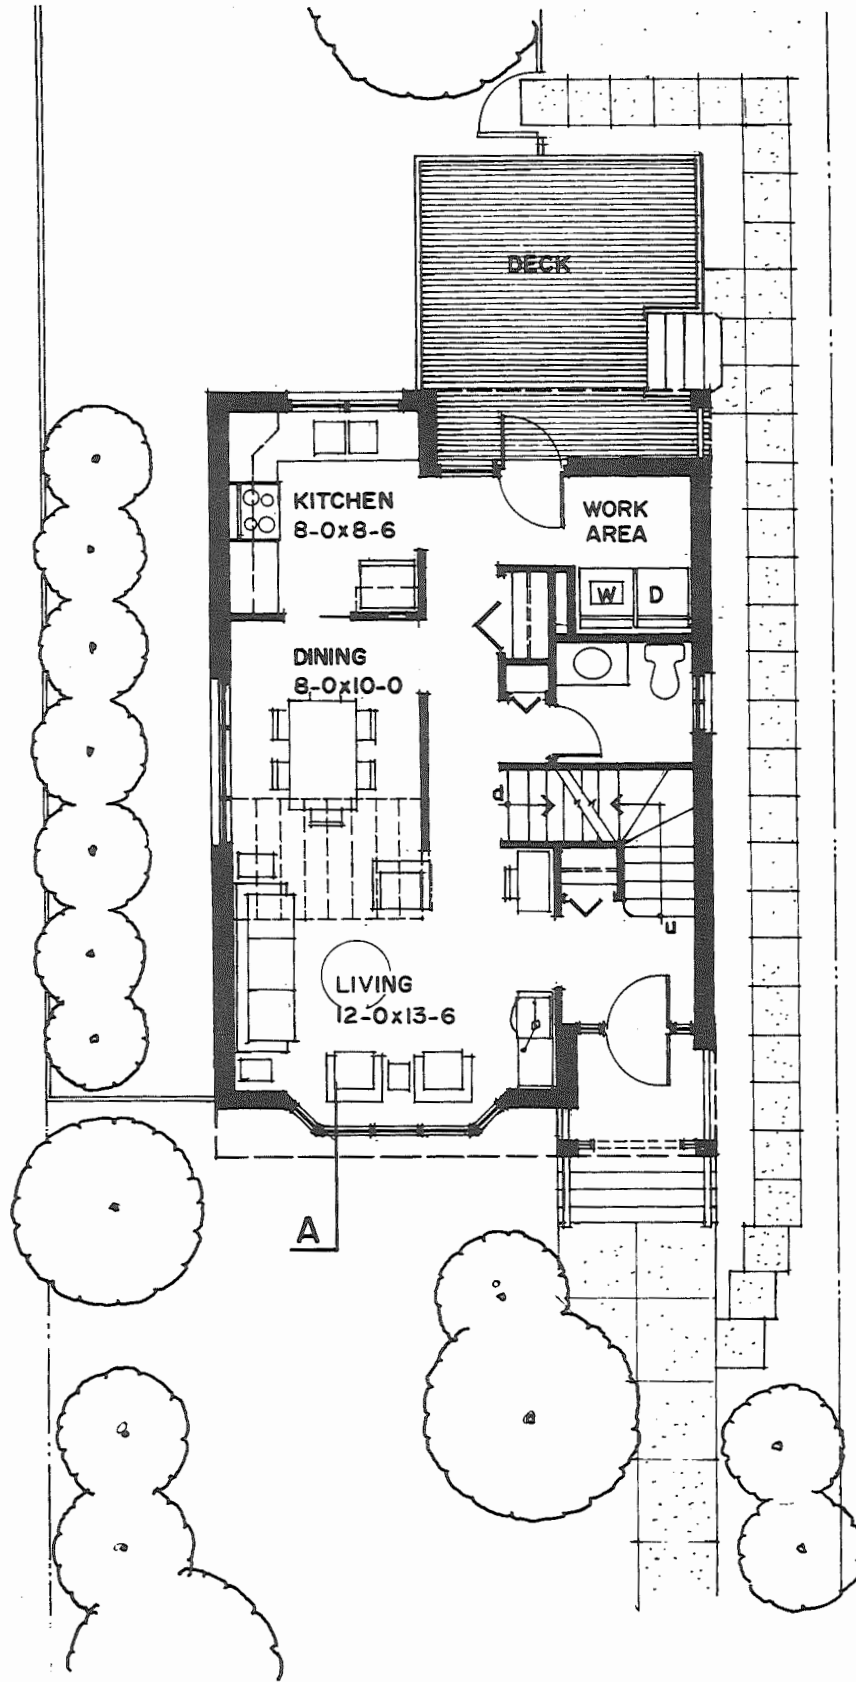 DECK
KITCHEN
8-0x8-6
WORK
AREA
W D
DINING
8-0x10-0
d
u
LIVING
12-0x13-6
A